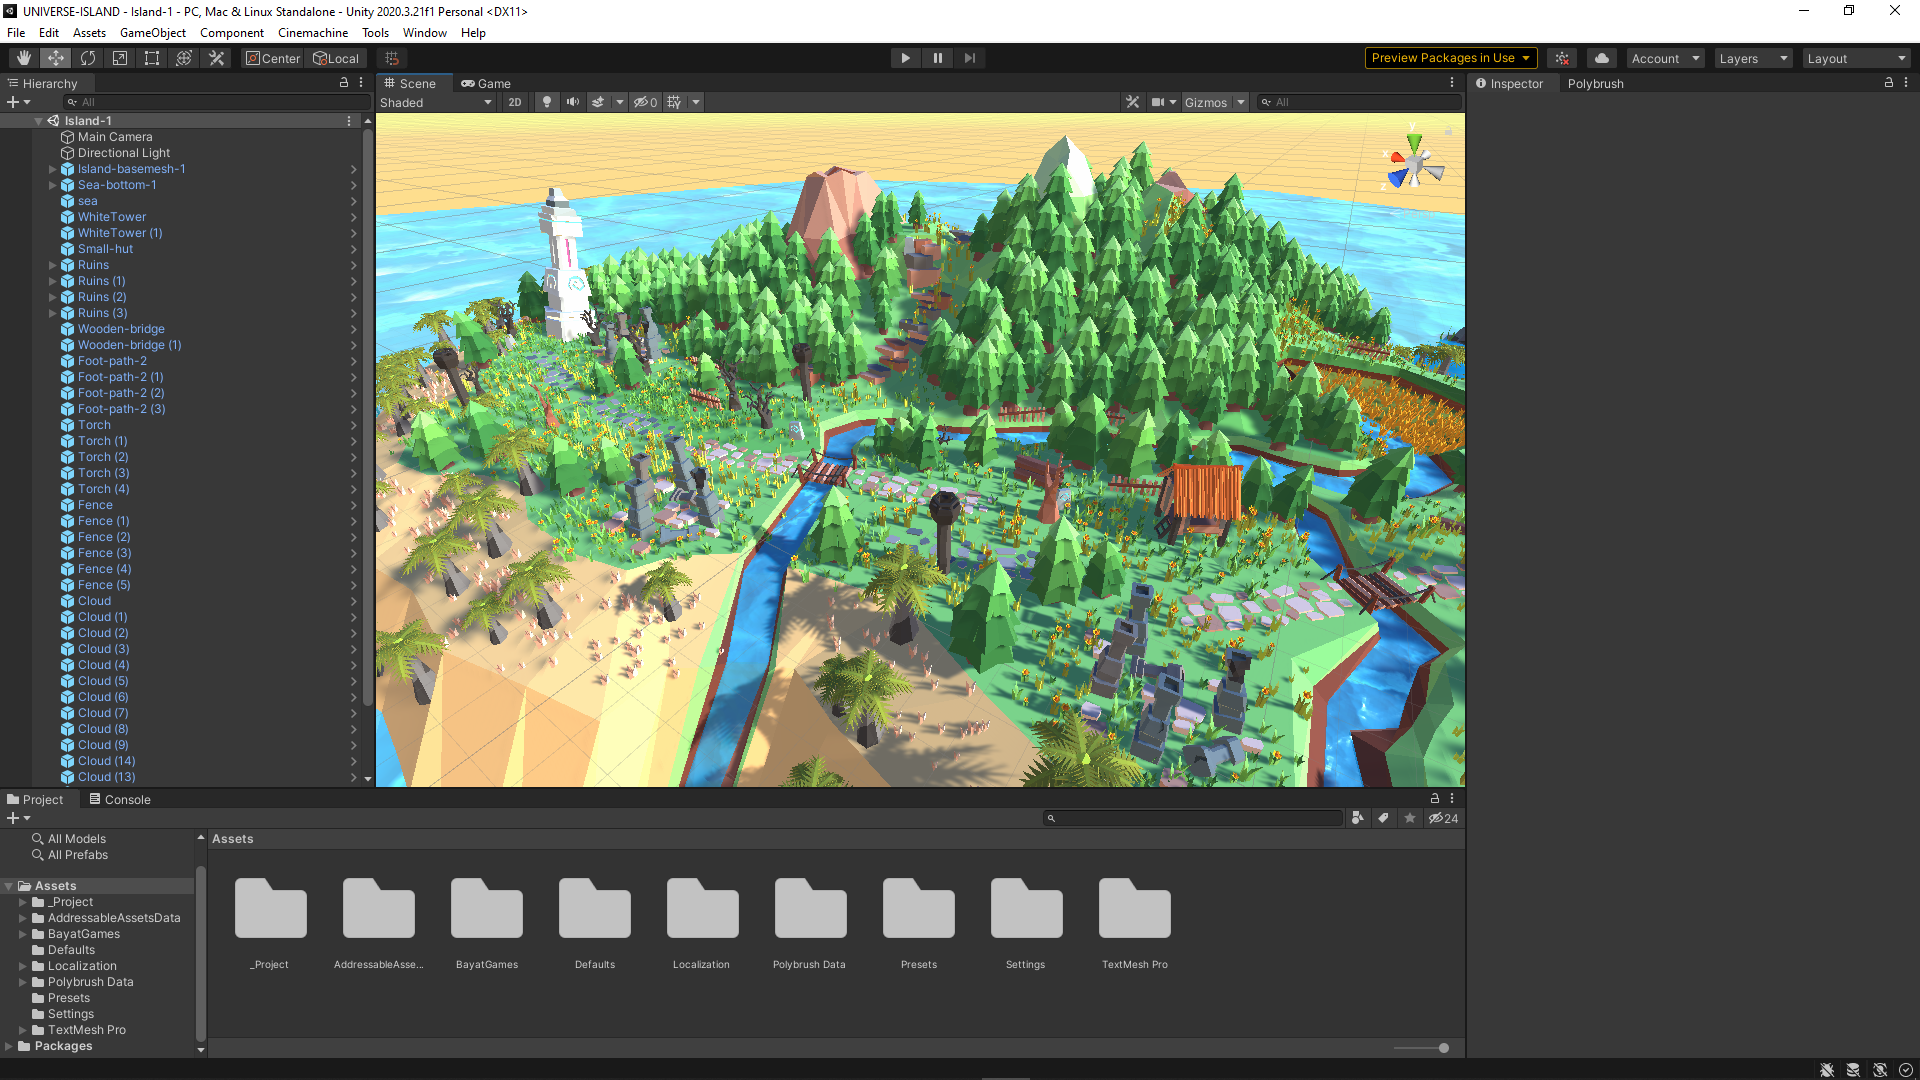 UNIVERSE-ISLAND - Island-1 - PC, Mac & Linux Standalone - Unity 2020.3.21f1 Personal <DX11>
File Edit Assets GameObject Component Cinemachine Tools Window Help
Center Local Preview Packages in Use Account Layers Layout
Hierarchy
All
Island-1
Main Camera
Directional Light
Island-basemesh-1
Sea-bottom-1
sea
WhiteTower
WhiteTower (1)
Small-hut
Ruins
Ruins (1)
Ruins (2)
Ruins (3)
Wooden-bridge
Wooden-bridge (1)
Foot-path-2
Foot-path-2 (1)
Foot-path-2 (2)
Foot-path-2 (3)
Torch
Torch (1)
Torch (2)
Torch (3)
Torch (4)
Fence
Fence (1)
Fence (2)
Fence (3)
Fence (4)
Fence (5)
Cloud
Cloud (1)
Cloud (2)
Cloud (3)
Cloud (4)
Cloud (5)
Cloud (6)
Cloud (7)
Cloud (8)
Cloud (9)
Cloud (14)
Cloud (13)
Scene Game
Shaded 2D 0 Gizmos All
y
x
z
Inspector Polybrush
Project Console
24
All Models
All Prefabs
Assets
_Project
AddressableAssetsData
BayatGames
Defaults
Localization
Polybrush Data
Presets
Settings
TextMesh Pro
Packages
Assets
_Project AddressableAsse... BayatGames Defaults Localization Polybrush Data Presets Settings TextMesh Pro